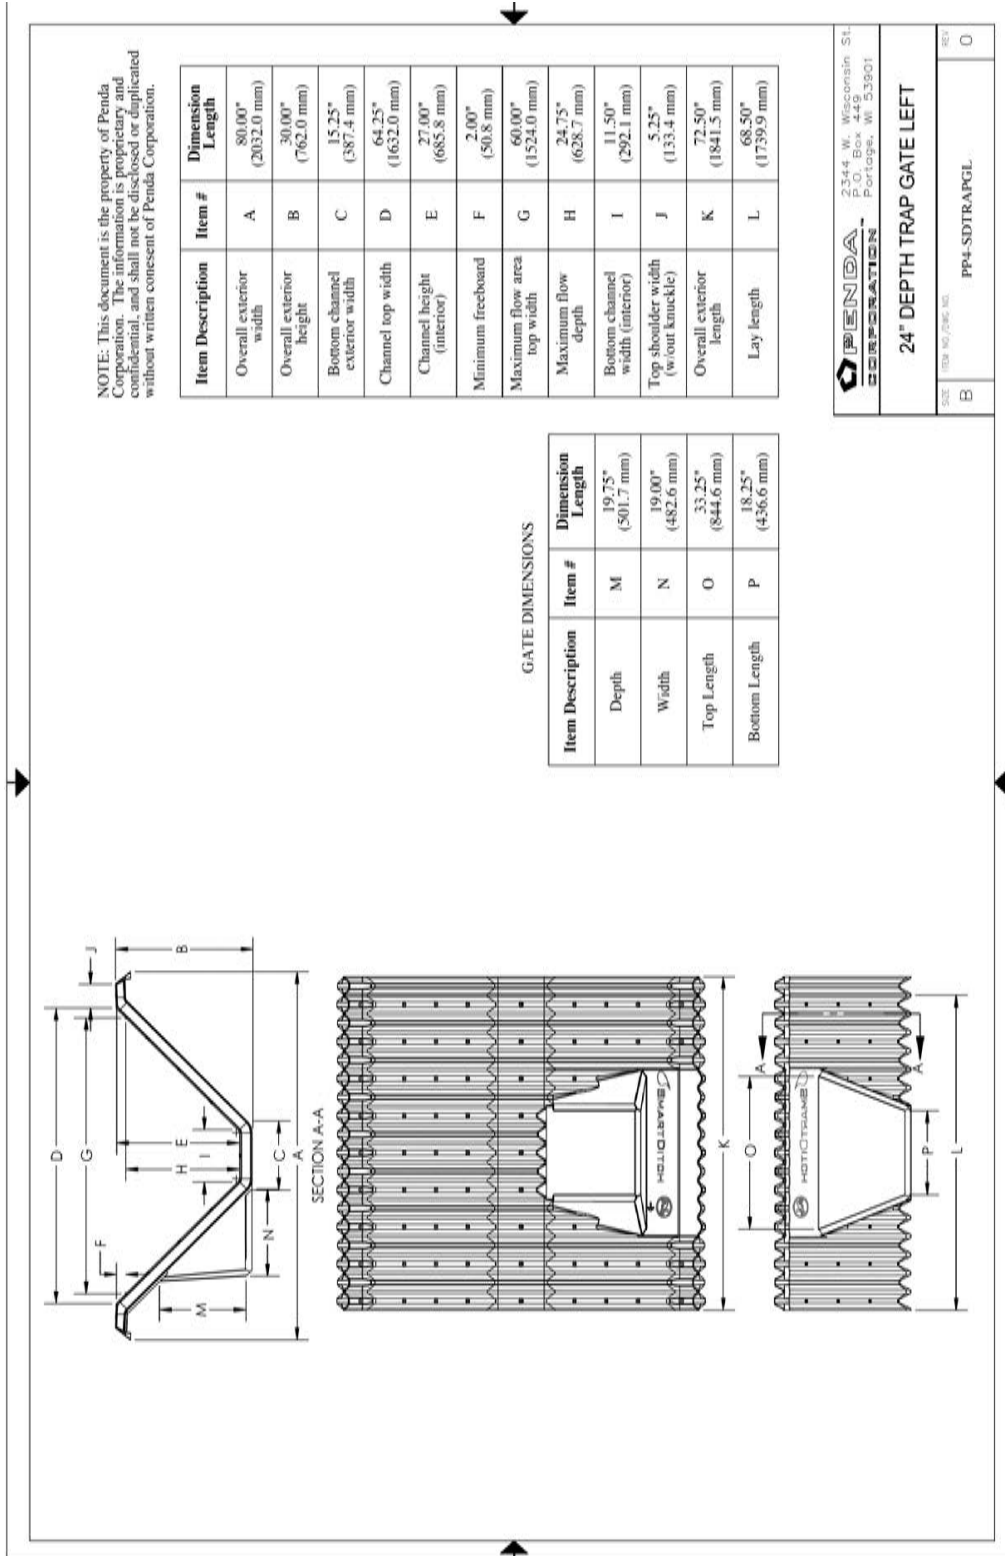 NOTE: This document is the property of Penda
Corporation. The information is proprietary and
confidential, and shall not be disclosed or duplicated
without written conesent of Penda Corporation.
Item Description Item # Dimension Length
Overall exterior width A 80.00" (2032.0 mm)
Overall exterior height B 30.00" (762.0 mm)
Bottom channel exterior width C 15.25" (387.4 mm)
Channel top width D 64.25" (1632.0 mm)
Channel height (interior) E 27.00" (685.8 mm)
Minimum freeboard F 2.00" (50.8 mm)
Maximum flow area top width G 60.00" (1524.0 mm)
Maximum flow depth H 24.75" (628.7 mm)
Bottom channel width (interior) I 11.50" (292.1 mm)
Top shoulder width (w/out knuckle) J 5.25" (133.4 mm)
Overall exterior length K 72.50" (1841.5 mm)
Lay length L 68.50" (1739.9 mm)
GATE DIMENSIONS
Item Description Item # Dimension Length
Depth M 19.75" (501.7 mm)
Width N 19.00" (482.6 mm)
Top Length O 33.25" (844.6 mm)
Bottom Length P 18.25" (436.6 mm)
D
G
F
J
E
H
I
B
M
N
C
A
SECTION A-A
SMARTDITCH
K
A
A
O
SMARTDITCH
P
L
PENDA
CORPORATION
2344 W. Wisconsin St.
P.O. Box 449
Portage, WI 53901
24" DEPTH TRAP GATE LEFT
SIZE ITEM NO./DWG. NO. REV
B PP4-SDTRAPGL 0